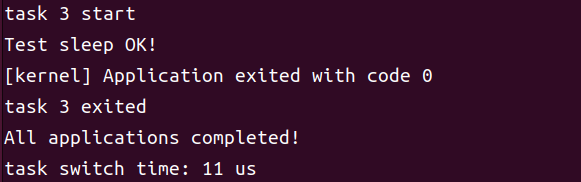 task 3 start
Test sleep OK!
[kernel] Application exited with code 0
task 3 exited
All applications completed!
task switch time: 11 us